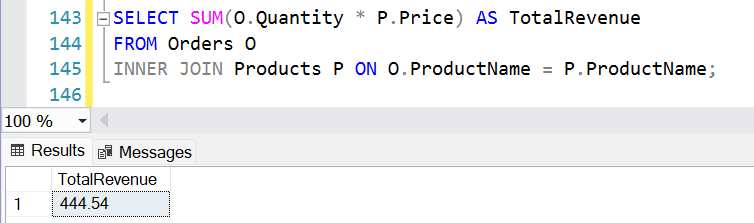 143 SELECT SUM(O.Quantity * P.Price) AS TotalRevenue
144 FROM Orders O
145 INNER JOIN Products P ON O.ProductName = P.ProductName;
146
100 %
Results Messages
TotalRevenue
1 444.54